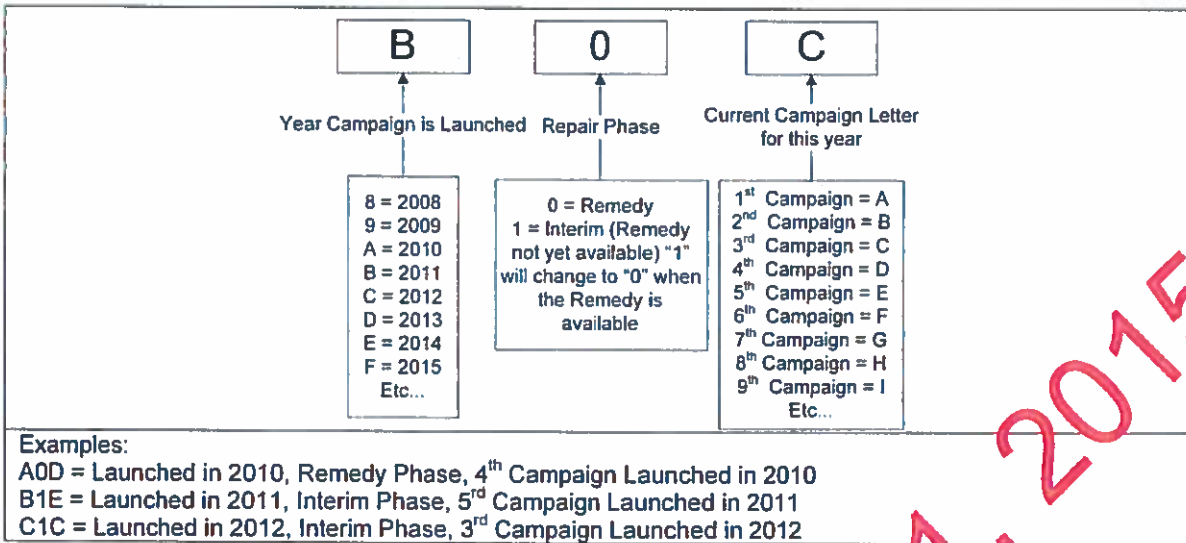 B 0 C
Year Campaign is Launched Repair Phase Current Campaign Letter
for this year
8 = 2008
9 = 2009
A = 2010
B = 2011
C = 2012
D = 2013
E = 2014
F = 2015
Etc...
0 = Remedy
1 = Interim (Remedy
not yet available) "1"
will change to "0" when
the Remedy is
available
1st Campaign = A
2nd Campaign = B
3rd Campaign = C
4th Campaign = D
5th Campaign = E
6th Campaign = F
7th Campaign = G
8th Campaign = H
9th Campaign = I
Etc...
Examples:
A0D = Launched in 2010, Remedy Phase, 4th Campaign Launched in 2010
B1E = Launched in 2011, Interim Phase, 5rd Campaign Launched in 2011
C1C = Launched in 2012, Interim Phase, 3rd Campaign Launched in 2012
2015